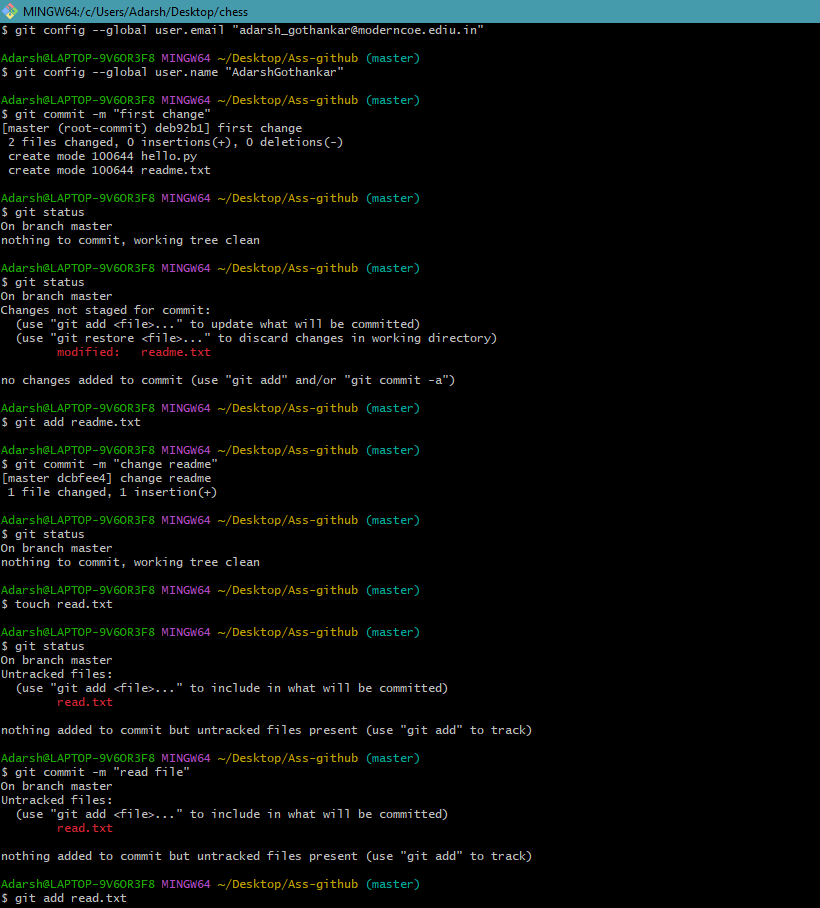 MINGW64:/c/Users/Adarsh/Desktop/chess
$ git config --global user.email "adarsh_gothankar@moderncoe.ediu.in"
Adarsh@LAPTOP-9V6OR3F8 MINGW64 ~/Desktop/Ass-github (master)
$ git config --global user.name "AdarshGothankar"
Adarsh@LAPTOP-9V6OR3F8 MINGW64 ~/Desktop/Ass-github (master)
$ git commit -m "first change"
[master (root-commit) deb92b1] first change
 2 files changed, 0 insertions(+), 0 deletions(-)
 create mode 100644 hello.py
 create mode 100644 readme.txt
Adarsh@LAPTOP-9V6OR3F8 MINGW64 ~/Desktop/Ass-github (master)
$ git status
On branch master
nothing to commit, working tree clean
Adarsh@LAPTOP-9V6OR3F8 MINGW64 ~/Desktop/Ass-github (master)
$ git status
On branch master
Changes not staged for commit:
  (use "git add <file>..." to update what will be committed)
  (use "git restore <file>..." to discard changes in working directory)
        modified:   readme.txt
no changes added to commit (use "git add" and/or "git commit -a")
Adarsh@LAPTOP-9V6OR3F8 MINGW64 ~/Desktop/Ass-github (master)
$ git add readme.txt
Adarsh@LAPTOP-9V6OR3F8 MINGW64 ~/Desktop/Ass-github (master)
$ git commit -m "change readme"
[master dcbfee4] change readme
 1 file changed, 1 insertion(+)
Adarsh@LAPTOP-9V6OR3F8 MINGW64 ~/Desktop/Ass-github (master)
$ git status
On branch master
nothing to commit, working tree clean
Adarsh@LAPTOP-9V6OR3F8 MINGW64 ~/Desktop/Ass-github (master)
$ touch read.txt
Adarsh@LAPTOP-9V6OR3F8 MINGW64 ~/Desktop/Ass-github (master)
$ git status
On branch master
Untracked files:
  (use "git add <file>..." to include in what will be committed)
        read.txt
nothing added to commit but untracked files present (use "git add" to track)
Adarsh@LAPTOP-9V6OR3F8 MINGW64 ~/Desktop/Ass-github (master)
$ git commit -m "read file"
On branch master
Untracked files:
  (use "git add <file>..." to include in what will be committed)
        read.txt
nothing added to commit but untracked files present (use "git add" to track)
Adarsh@LAPTOP-9V6OR3F8 MINGW64 ~/Desktop/Ass-github (master)
$ git add read.txt